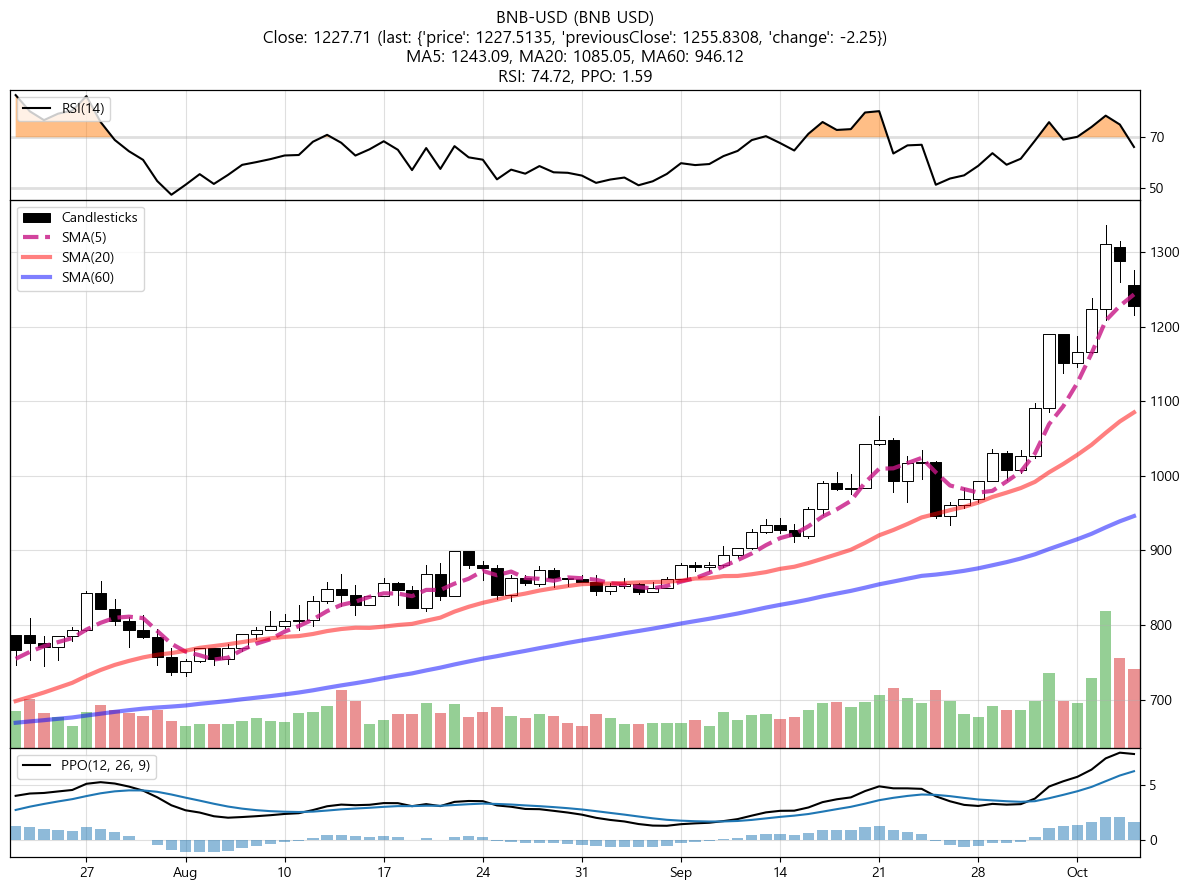 BNB-USD (BNB USD)
Close: 1227.71 (last: {'price': 1227.5135, 'previousClose': 1255.8308, 'change': -2.25})
MA5: 1243.09, MA20: 1085.05, MA60: 946.12
RSI: 74.72, PPO: 1.59
RSI(14)
70
50
Candlesticks
SMA(5)
SMA(20)
SMA(60)
1300
1200
1100
1000
900
800
700
PPO(12, 26, 9)
5
0
27 Aug 10 17 24 31 Sep 14 21 28 Oct